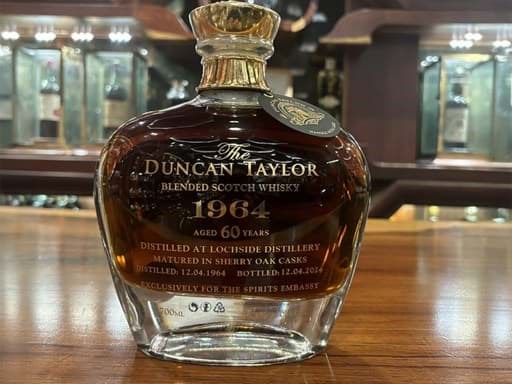 The
DUNCAN TAYLOR
BLENDED SCOTCH WHISKY
1964
AGED 60 YEARS
DISTILLED AT LOCHSIDE DISTILLERY
MATURED IN SHERRY OAK CASKS
DISTILLED: 12.04.1964 BOTTLED: 12.04.2024
EXCLUSIVELY FOR THE SPIRITS EMBASSY
700ML